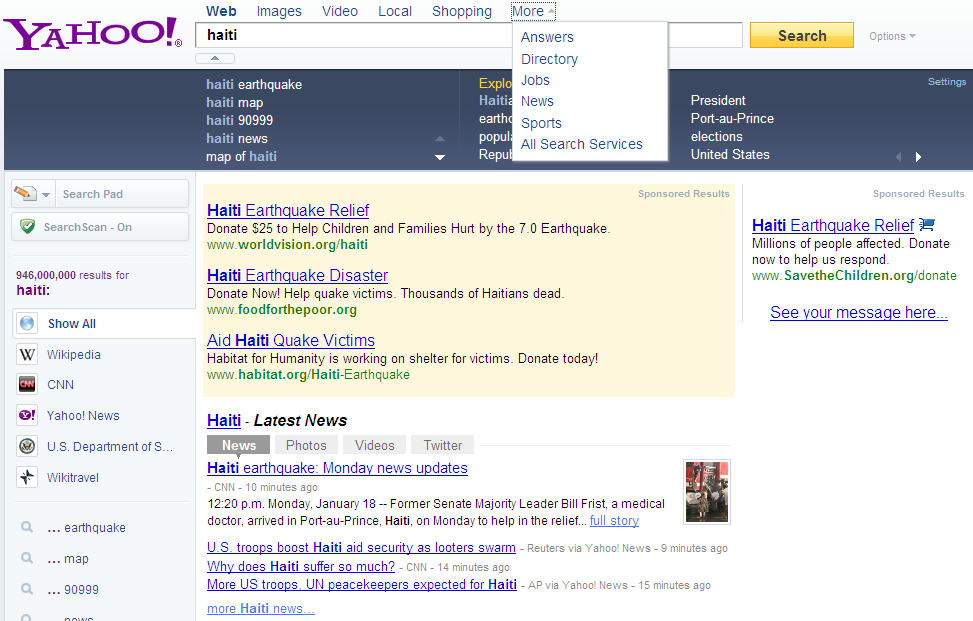 Web Images Video Local Shopping More
YAHOO!®
haiti
Search
Options
Answers
Directory
Jobs
News
Sports
All Search Services
Settings
haiti earthquake
haiti map
haiti 90999
haiti news
map of haiti
President
Port-au-Prince
elections
United States
Search Pad
SearchScan - On
946,000,000 results for
haiti:
Show All
W Wikipedia
CNN CNN
Y! Yahoo! News
U.S. Department of S...
Wikitravel
... earthquake
... map
... 90999
Sponsored Results
Haiti Earthquake Relief
Donate $25 to Help Children and Families Hurt by the 7.0 Earthquake.
www.worldvision.org/haiti
Haiti Earthquake Disaster
Donate Now! Help quake victims. Thousands of Haitians dead.
www.foodforthepoor.org
Aid Haiti Quake Victims
Habitat for Humanity is working on shelter for victims. Donate today!
www.habitat.org/Haiti-Earthquake
Haiti - Latest News
News Photos Videos Twitter
Haiti earthquake: Monday news updates
- CNN - 10 minutes ago
12:20 p.m. Monday, January 18 -- Former Senate Majority Leader Bill Frist, a medical
doctor, arrived in Port-au-Prince, Haiti, on Monday to help in the relief... full story
U.S. troops boost Haiti aid security as looters swarm - Reuters via Yahoo! News - 9 minutes ago
Why does Haiti suffer so much? - CNN - 14 minutes ago
More US troops, UN peacekeepers expected for Haiti - AP via Yahoo! News - 15 minutes ago
more Haiti news...
Sponsored Results
Haiti Earthquake Relief
Millions of people affected. Donate
now to help us respond.
www.SavetheChildren.org/donate
See your message here...